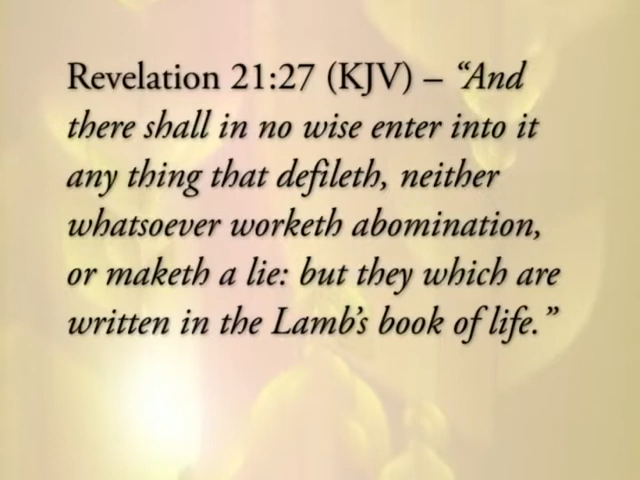 Revelation 21:27 (KJV) – “And
there shall in no wise enter into it
any thing that defileth, neither
whatsoever worketh abomination,
or maketh a lie: but they which are
written in the Lamb’s book of life.”